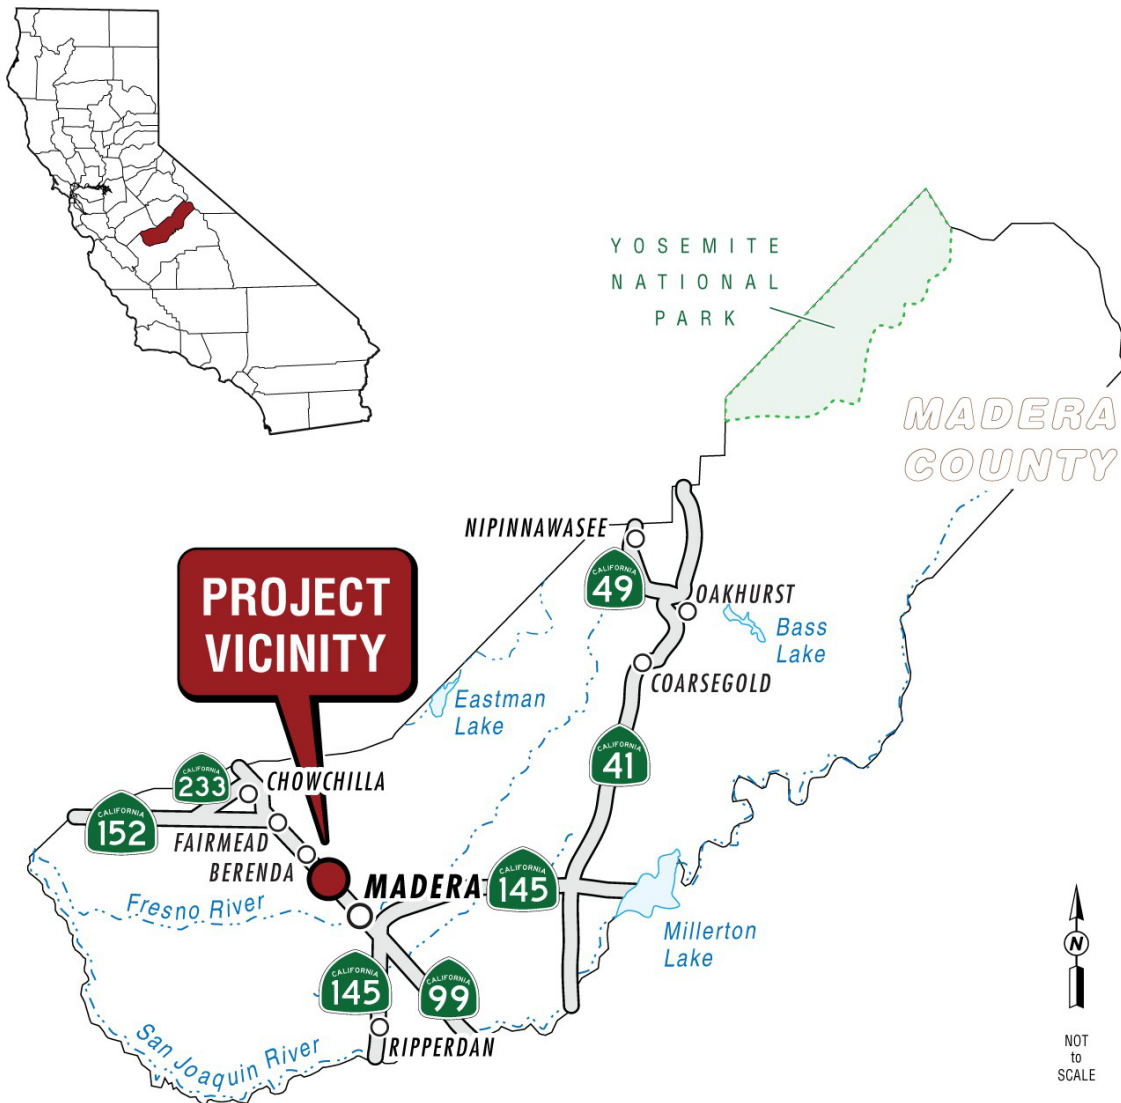 YOSEMITE
NATIONAL
PARK
MADERA
COUNTY
NIPINNAWASEE
CALIFORNIA
49
OAKHURST
Bass
Lake
PROJECT
VICINITY
COARSEGOLD
Eastman
Lake
CALIFORNIA
41
CALIFORNIA
233
CHOWCHILLA
CALIFORNIA
152
FAIRMEAD
BERENDA
MADERA
CALIFORNIA
145
Fresno River
Millerton
Lake
N
CALIFORNIA
145
CALIFORNIA
99
San Joaquin River
RIPPERDAN
NOT
to
SCALE